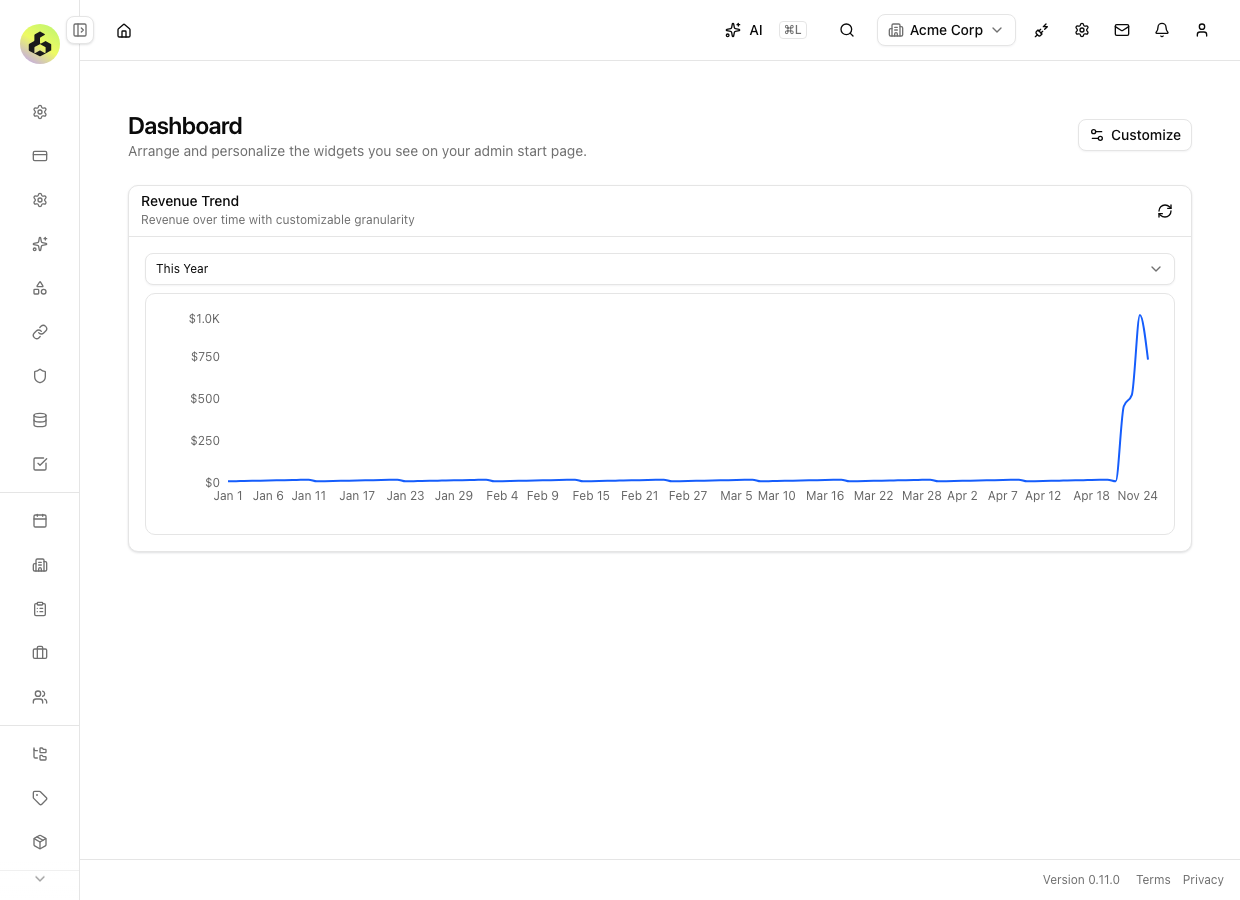 AI ⌘L Acme Corp
Dashboard
Arrange and personalize the widgets you see on your admin start page.
Customize
Revenue Trend
Revenue over time with customizable granularity
This Year
$1.0K
$750
$500
$250
$0
Jan 1 Jan 6 Jan 11 Jan 17 Jan 23 Jan 29 Feb 4 Feb 9 Feb 15 Feb 21 Feb 27 Mar 5 Mar 10 Mar 16 Mar 22 Mar 28 Apr 2 Apr 7 Apr 12 Apr 18 Nov 24
Version 0.11.0 Terms Privacy